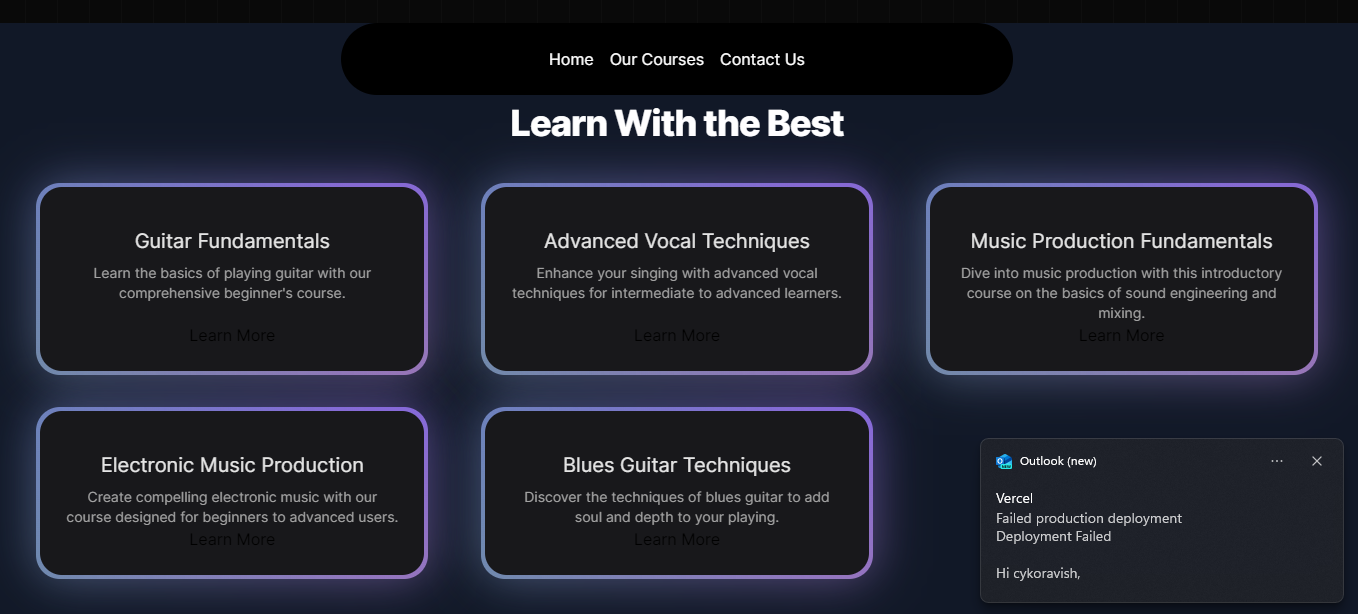 Home Our Courses Contact Us
Learn With the Best
Guitar Fundamentals
Learn the basics of playing guitar with our
comprehensive beginner's course.
Learn More
Advanced Vocal Techniques
Enhance your singing with advanced vocal
techniques for intermediate to advanced learners.
Learn More
Music Production Fundamentals
Dive into music production with this introductory
course on the basics of sound engineering and
mixing.
Learn More
Electronic Music Production
Create compelling electronic music with our
course designed for beginners to advanced users.
Learn More
Blues Guitar Techniques
Discover the techniques of blues guitar to add
soul and depth to your playing.
Learn More
Outlook (new)
Vercel
Failed production deployment
Deployment Failed
Hi cykoravish,